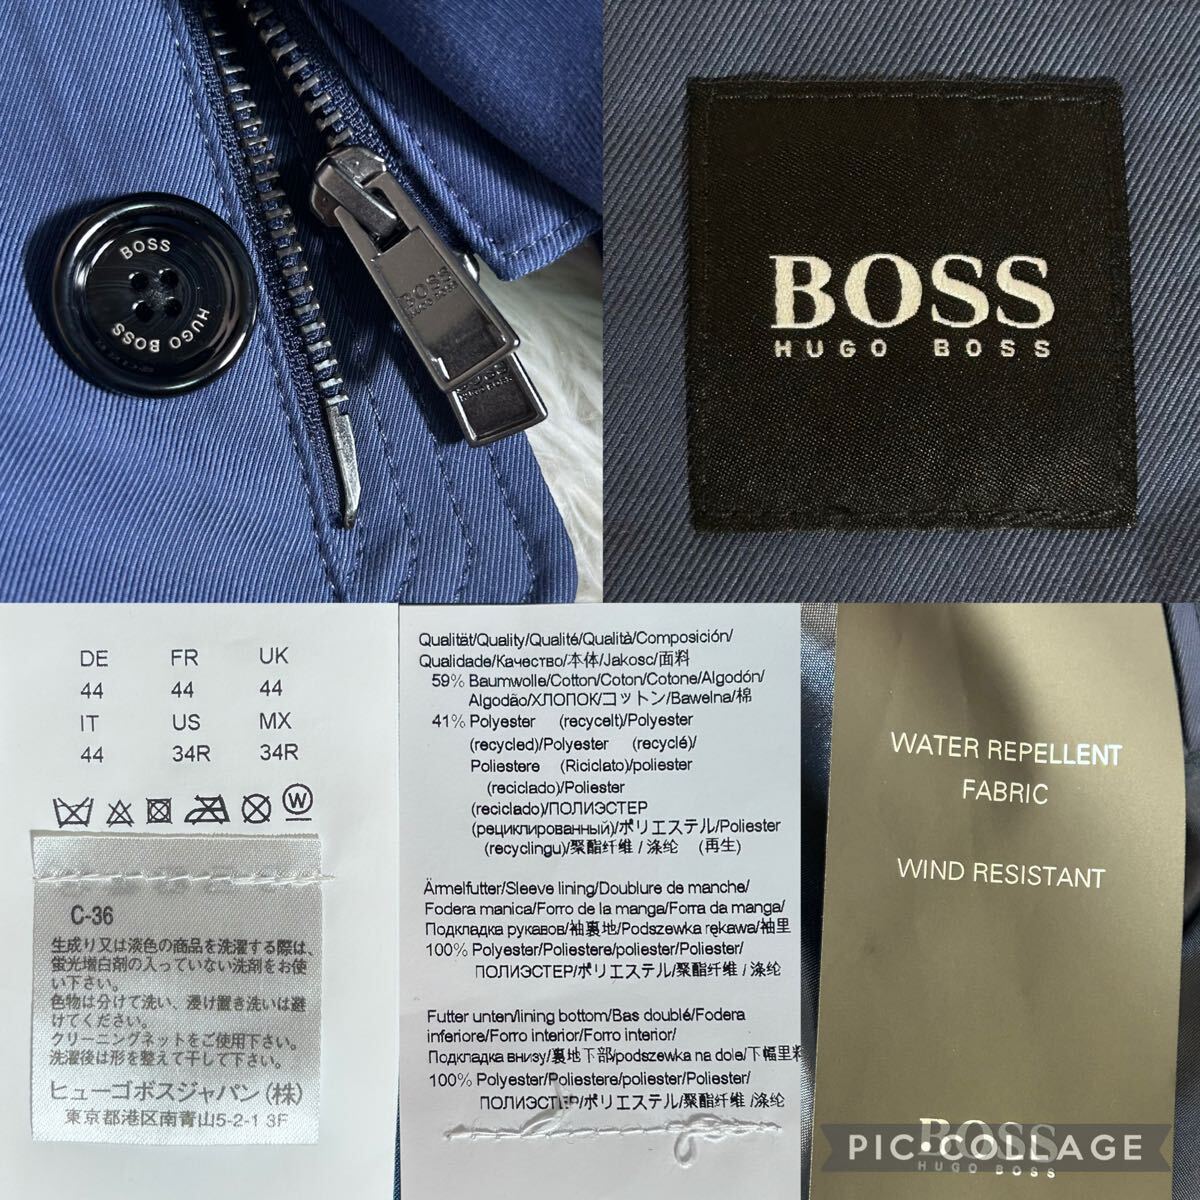 BOSS
HUGO BOSS
BOSS
HUGO BOSS
BOSS
HUGO BOSS
DE FR UK
44 44 44
IT US MX
44 34R 34R
W
C-36
生成り又は淡色の商品を洗濯する際は、
蛍光増白剤の入っていない洗剤をお使
い下さい。
色物は分けて洗い、浸け置き洗いは避
けてください。
クリーニングネットをご使用下さい。
洗濯後は形を整えて干して下さい。
ヒューゴボスジャパン(株)
東京都港区南青山5-2-1 3F
Qualität/Quality/Qualité/Qualità/Composición/
Qualidade/Качество/本体/Jakosc/面料
59% Baumwolle/Cotton/Coton/Cotone/Algodón/
Algodão/ХЛОПОК/コットン/Bawelna/棉
41% Polyester (recycelt)/Polyester
(recycled)/Polyester (recyclé)/
Poliestere (Riciclato)/poliester
(reciclado)/Poliester
(reciclado)/ПОЛИЭСТЕР
(рециклированный)/ポリエステル/Poliester
(recyclingu)/聚酯纤维 / 涤纶 (再生)
Ärmelfutter/Sleeve lining/Doublure de manche/
Fodera manica/Forro de la manga/Forra da manga/
Подкладка рукавов/袖裏地/Podszewka rękawa/袖里
100% Polyester/Poliestere/poliester/Poliester/
ПОЛИЭСТЕР/ポリエステル/聚酯纤维 / 涤纶
Futter unten/lining bottom/Bas doublé/Fodera
inferiore/Forro interior/Forro interior/
Подкладка внизу/裏地下部/podszewka na dole/下幅里料
100% Polyester/Poliestere/poliester/Poliester/
ПОЛИЭСТЕР/ポリエステル/聚酯纤维 /涤纶
WATER REPELLENT
FABRIC
WIND RESISTANT
BOSS
HUGO BOSS
PIC•COLLAGE